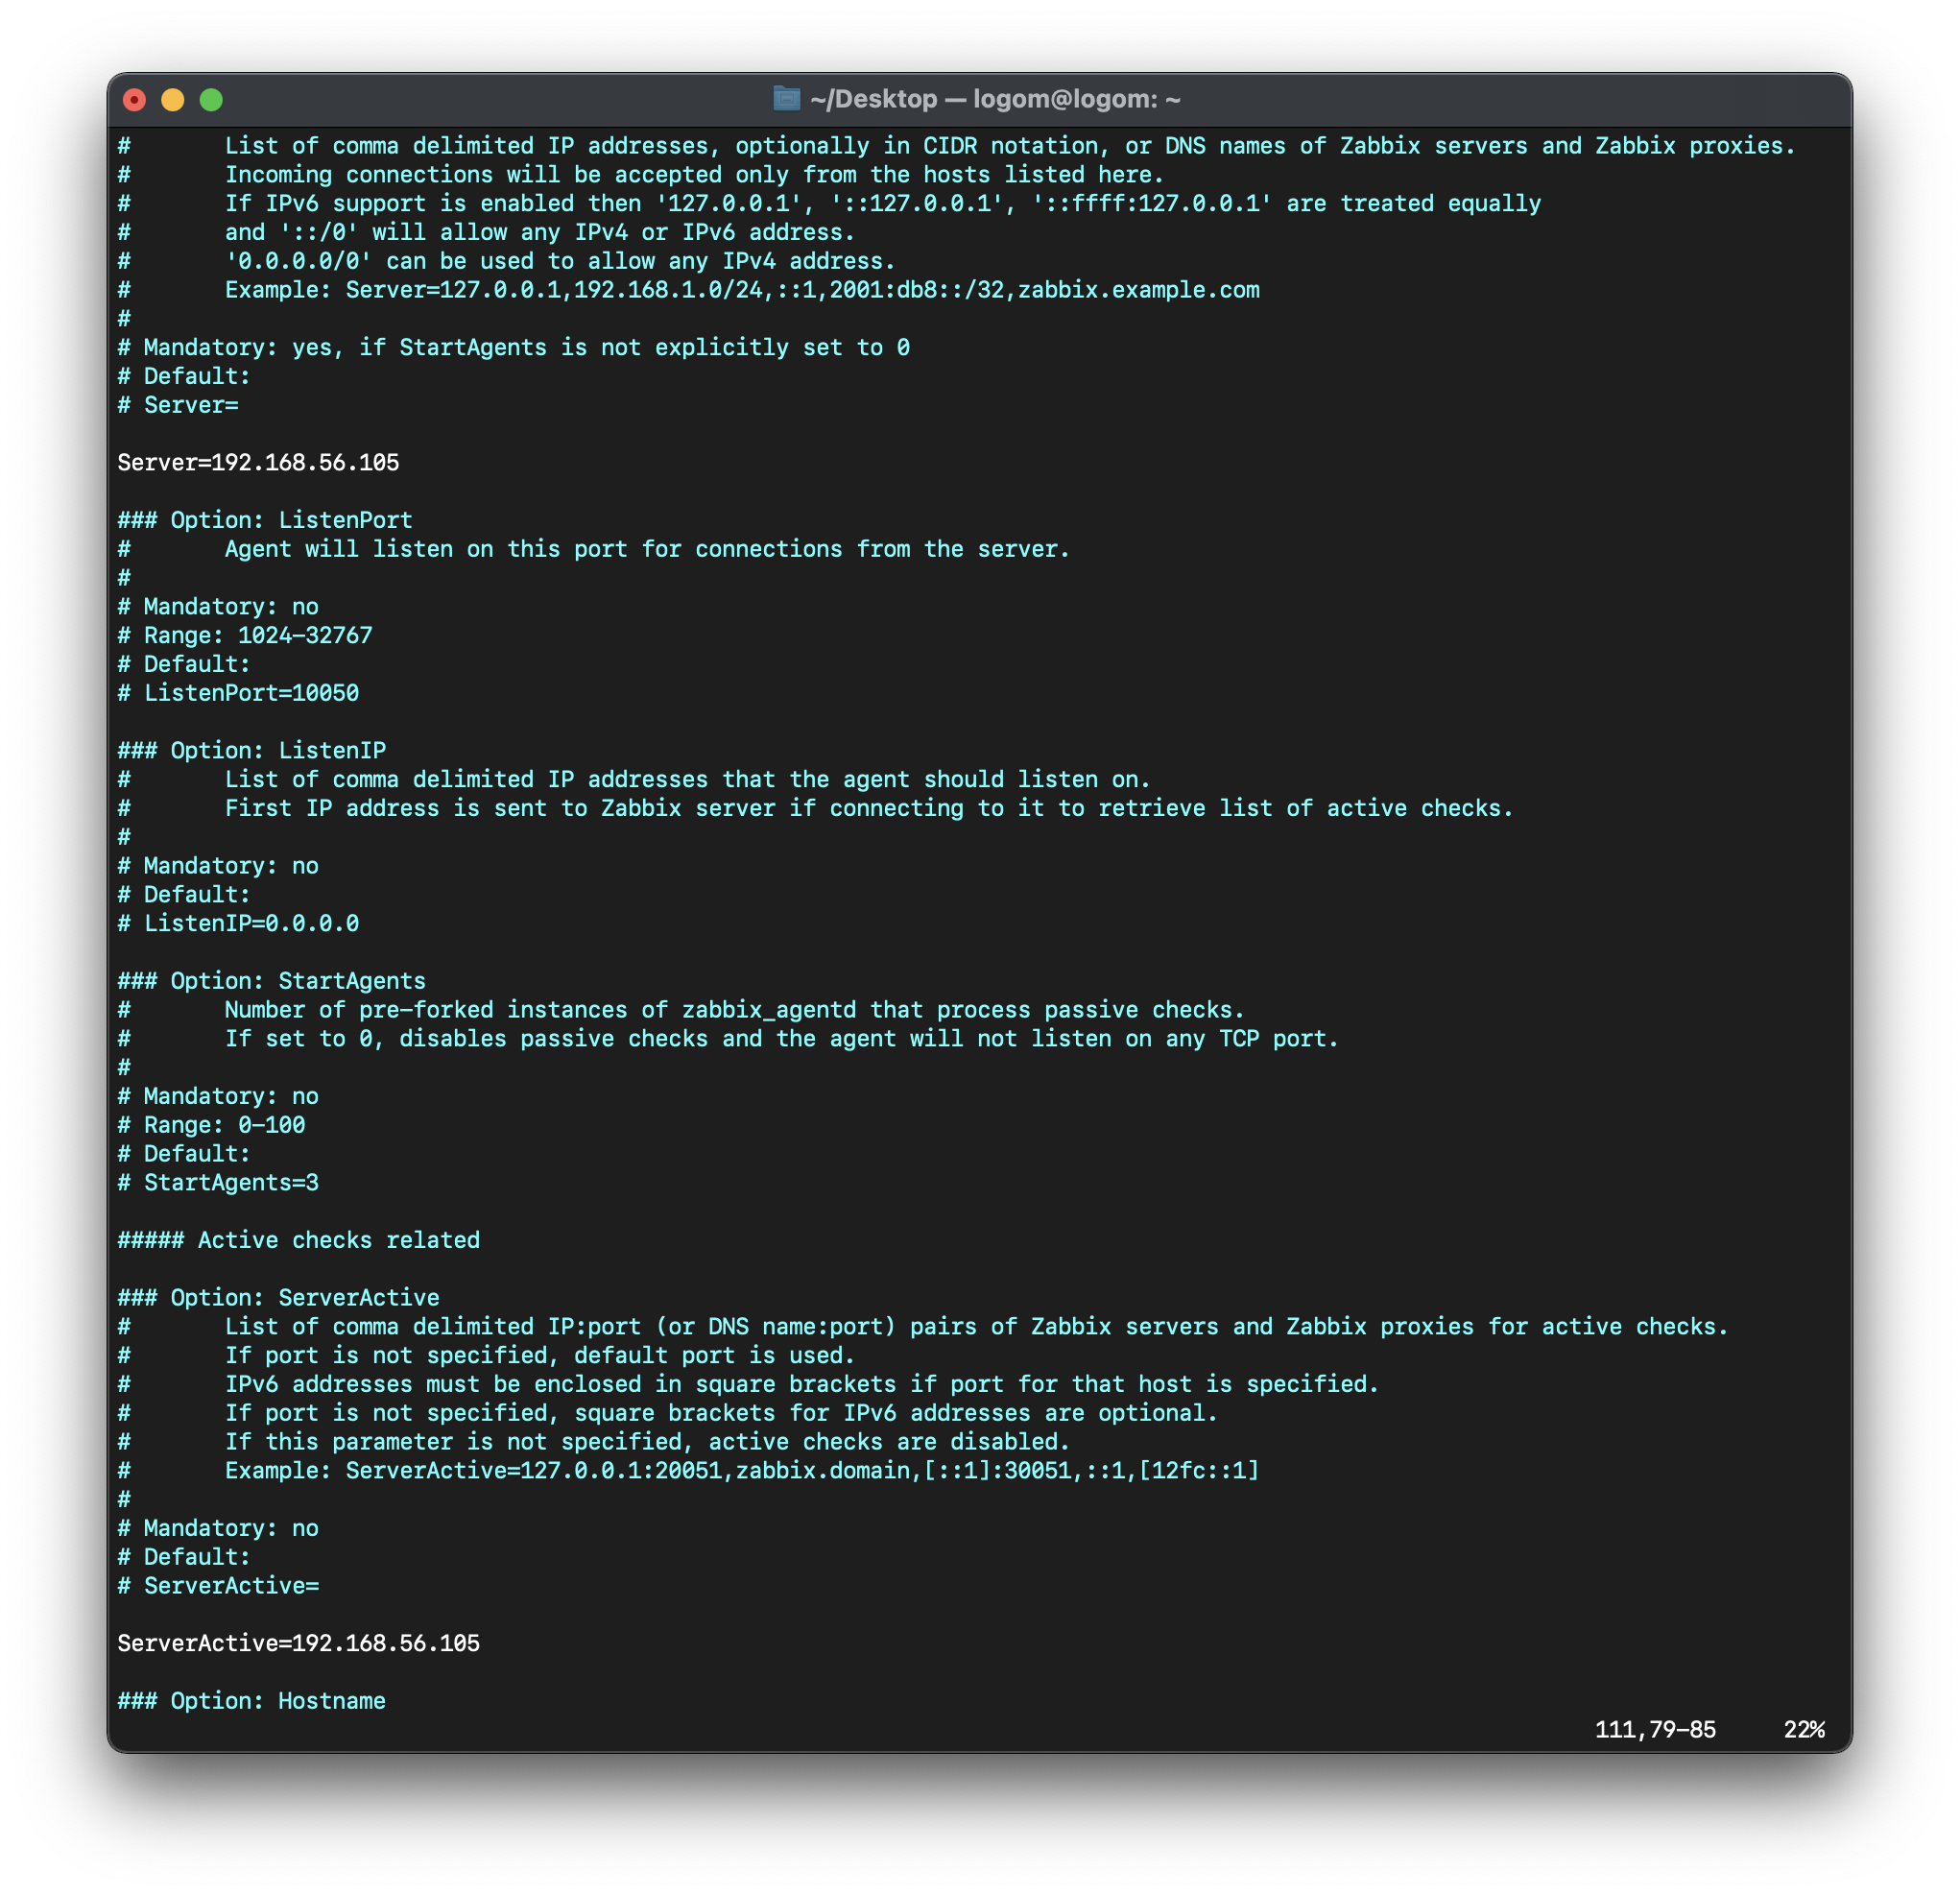 ~/Desktop — logom@logom: ~
#       List of comma delimited IP addresses, optionally in CIDR notation, or DNS names of Zabbix servers and Zabbix proxies.
#       Incoming connections will be accepted only from the hosts listed here.
#       If IPv6 support is enabled then '127.0.0.1', '::127.0.0.1', '::ffff:127.0.0.1' are treated equally
#       and '::/0' will allow any IPv4 or IPv6 address.
#       '0.0.0.0/0' can be used to allow any IPv4 address.
#       Example: Server=127.0.0.1,192.168.1.0/24,::1,2001:db8::/32,zabbix.example.com
#
# Mandatory: yes, if StartAgents is not explicitly set to 0
# Default:
# Server=

Server=192.168.56.105

### Option: ListenPort
#       Agent will listen on this port for connections from the server.
#
# Mandatory: no
# Range: 1024-32767
# Default:
# ListenPort=10050

### Option: ListenIP
#       List of comma delimited IP addresses that the agent should listen on.
#       First IP address is sent to Zabbix server if connecting to it to retrieve list of active checks.
#
# Mandatory: no
# Default:
# ListenIP=0.0.0.0

### Option: StartAgents
#       Number of pre-forked instances of zabbix_agentd that process passive checks.
#       If set to 0, disables passive checks and the agent will not listen on any TCP port.
#
# Mandatory: no
# Range: 0-100
# Default:
# StartAgents=3

##### Active checks related

### Option: ServerActive
#       List of comma delimited IP:port (or DNS name:port) pairs of Zabbix servers and Zabbix proxies for active checks.
#       If port is not specified, default port is used.
#       IPv6 addresses must be enclosed in square brackets if port for that host is specified.
#       If port is not specified, square brackets for IPv6 addresses are optional.
#       If this parameter is not specified, active checks are disabled.
#       Example: ServerActive=127.0.0.1:20051,zabbix.domain,[::1]:30051,::1,[12fc::1]
#
# Mandatory: no
# Default:
# ServerActive=

ServerActive=192.168.56.105

### Option: Hostname
111,79-85     22%